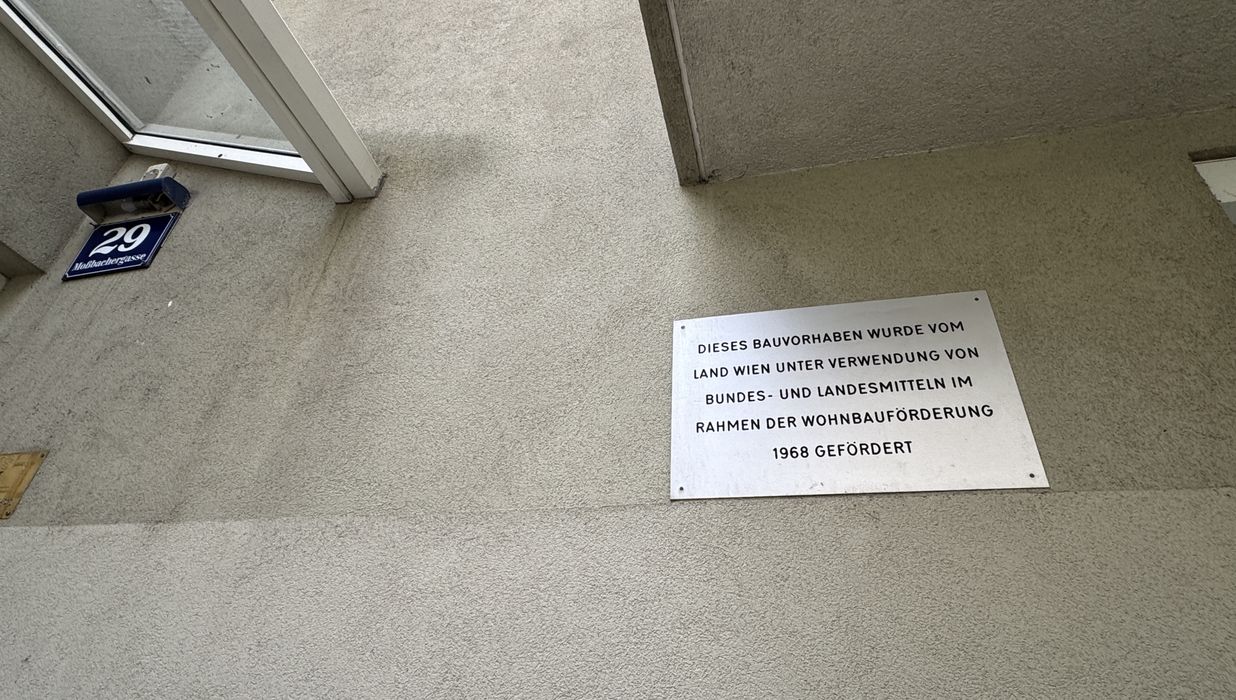 29
Moßbachergasse
DIESES BAUVORHABEN WURDE VOM
LAND WIEN UNTER VERWENDUNG VON
BUNDES- UND LANDESMITTELN IM
RAHMEN DER WOHNBAUFÖRDERUNG
1968 GEFÖRDERT